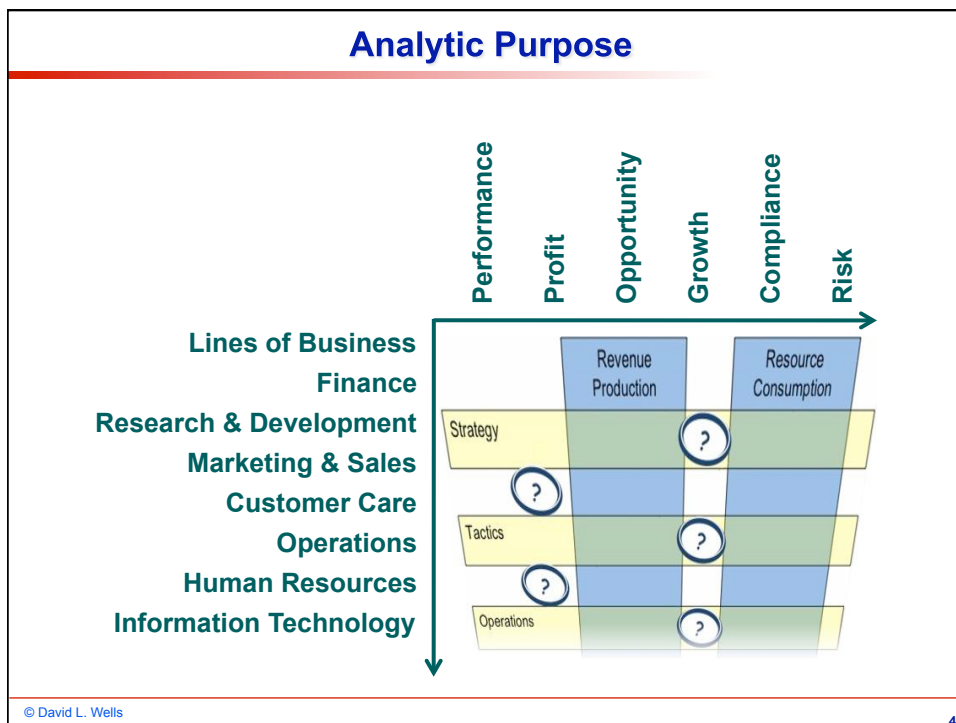 Analytic Purpose
Performance
Profit
Opportunity
Growth
Compliance
Risk
Lines of Business
Finance
Research & Development
Marketing & Sales
Customer Care
Operations
Human Resources
Information Technology
Revenue
Production
Resource
Consumption
Strategy
?
?
Tactics
?
?
Operations
?
© David L. Wells
4